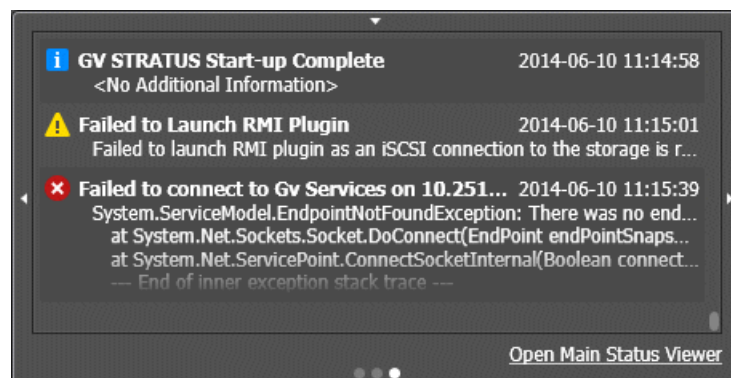 GV STRATUS Start-up Complete 2014-06-10 11:14:58
<No Additional Information>
Failed to Launch RMI Plugin 2014-06-10 11:15:01
Failed to launch RMI plugin as an iSCSI connection to the storage is r...
Failed to connect to Gv Services on 10.251... 2014-06-10 11:15:39
System.ServiceModel.EndpointNotFoundException: There was no end...
at System.Net.Sockets.Socket.DoConnect(EndPoint endPointSnaps...
at System.Net.ServicePoint.ConnectSocketInternal(Boolean connect...
--- End of inner exception stack trace ---
Open Main Status Viewer